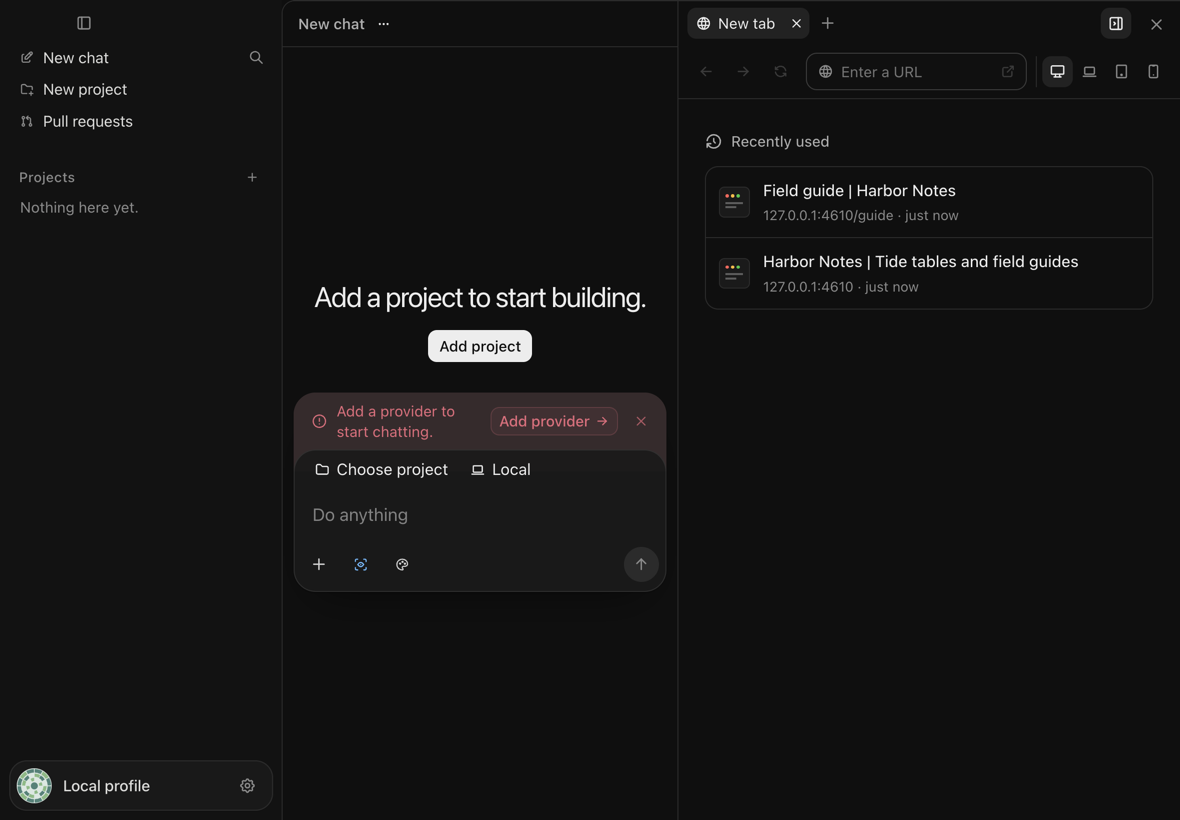 New chat
New project
Pull requests
Projects
Nothing here yet.
Local profile
New chat
Add a project to start building.
Add project
Add a provider to
start chatting.
Add provider
Choose project
Local
Do anything
New tab
Enter a URL
Recently used
Field guide | Harbor Notes
127.0.0.1:4610/guide · just now
Harbor Notes | Tide tables and field guides
127.0.0.1:4610 · just now